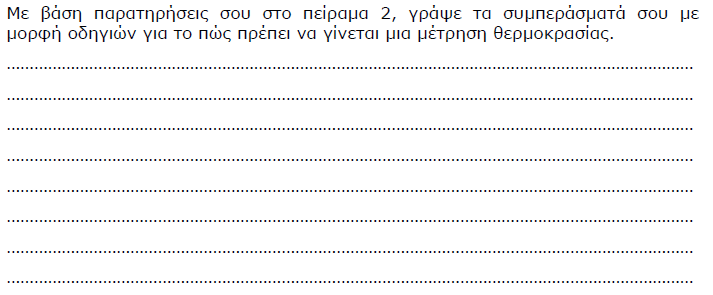 Με βάση παρατηρήσεις σου στο πείραμα 2, γράψε τα συμπεράσματά σου με
μορφή οδηγιών για το πώς πρέπει να γίνεται μια μέτρηση θερμοκρασίας.